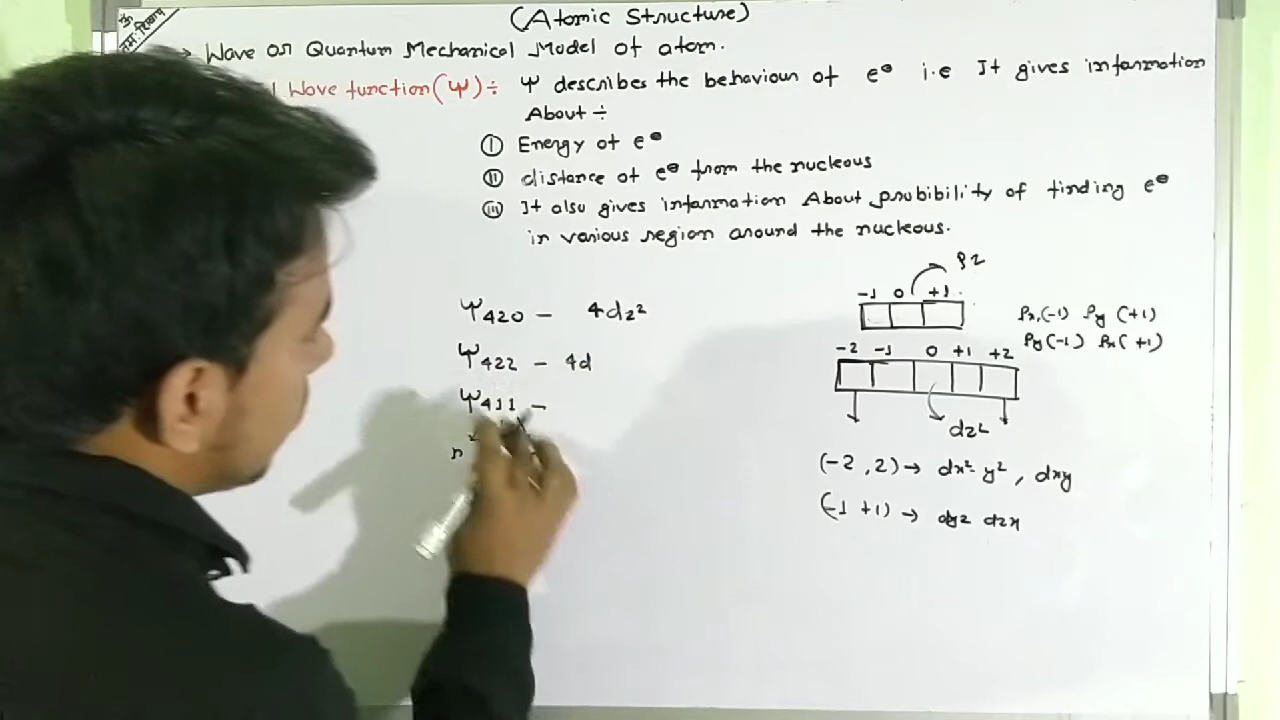 ॐ
नमः शिवाय
(Atomic Structure)
→ Wave or Quantum Mechanical Model of atom.
Wave function (Ψ) ÷ Ψ describes the behaviour of e⊖ i.e It gives information
About ÷
Ⓘ Energy of e⊖
ⓘⓘ distance of e⊖ from the nucleous
ⓘⓘⓘ It also gives information About probibility of finding e⊖
in various region around the nucleous.
Ψ420 – 4dz²
Ψ422 – 4d
Ψ411 –
n
Pz
-1 0 +1
Px(-1) Py (+1)
Py(-1) Px(+1)
-2 -1 0 +1 +2
dz²
(-2, 2) → dx²-y², dxy
(-1 +1) → dyz dzx